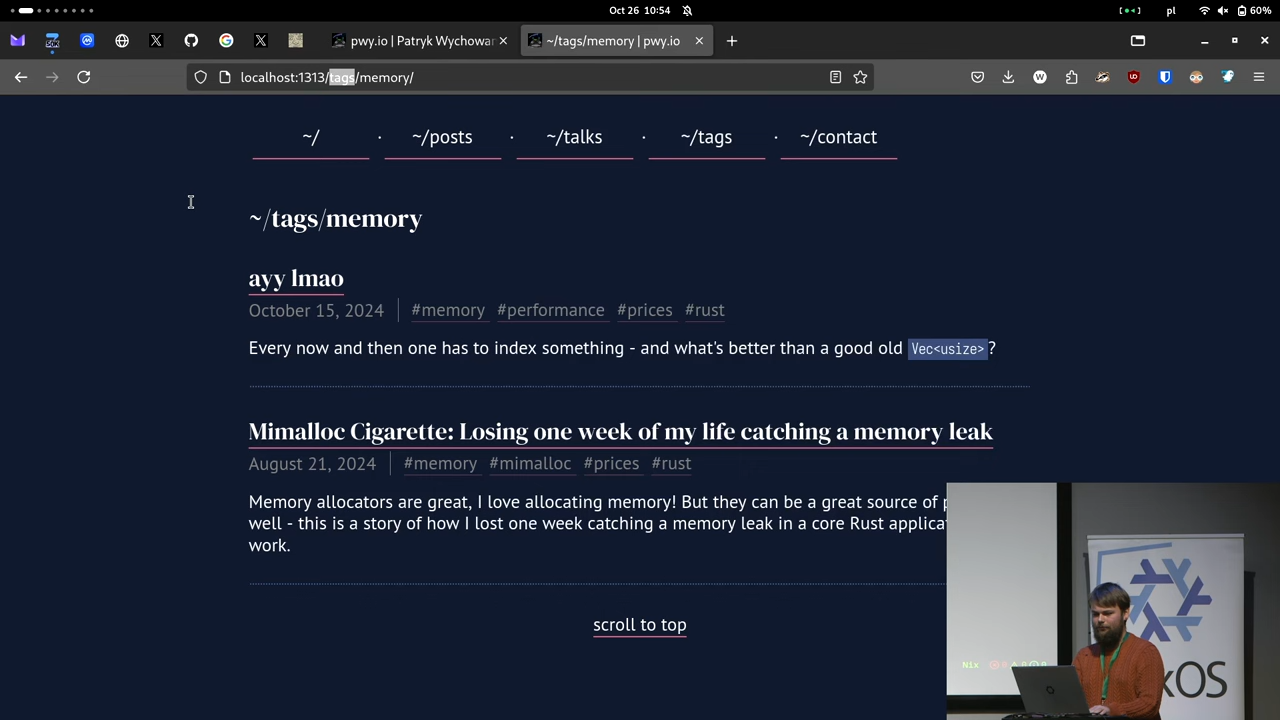 Oct 26 10:54
pl
60%
pwy.io | Patryk Wychowar
~/tags/memory | pwy.io
localhost:1313/tags/memory/
~/ · ~/posts · ~/talks · ~/tags · ~/contact
~/tags/memory
ayy lmao
October 15, 2024 #memory #performance #prices #rust
Every now and then one has to index something - and what's better than a good old Vec<usize>?
Mimalloc Cigarette: Losing one week of my life catching a memory leak
August 21, 2024 #memory #mimalloc #prices #rust
Memory allocators are great, I love allocating memory! But they can be a great source of
well - this is a story of how I lost one week catching a memory leak in a core Rust applicat
work.
scroll to top
Nix
xOS